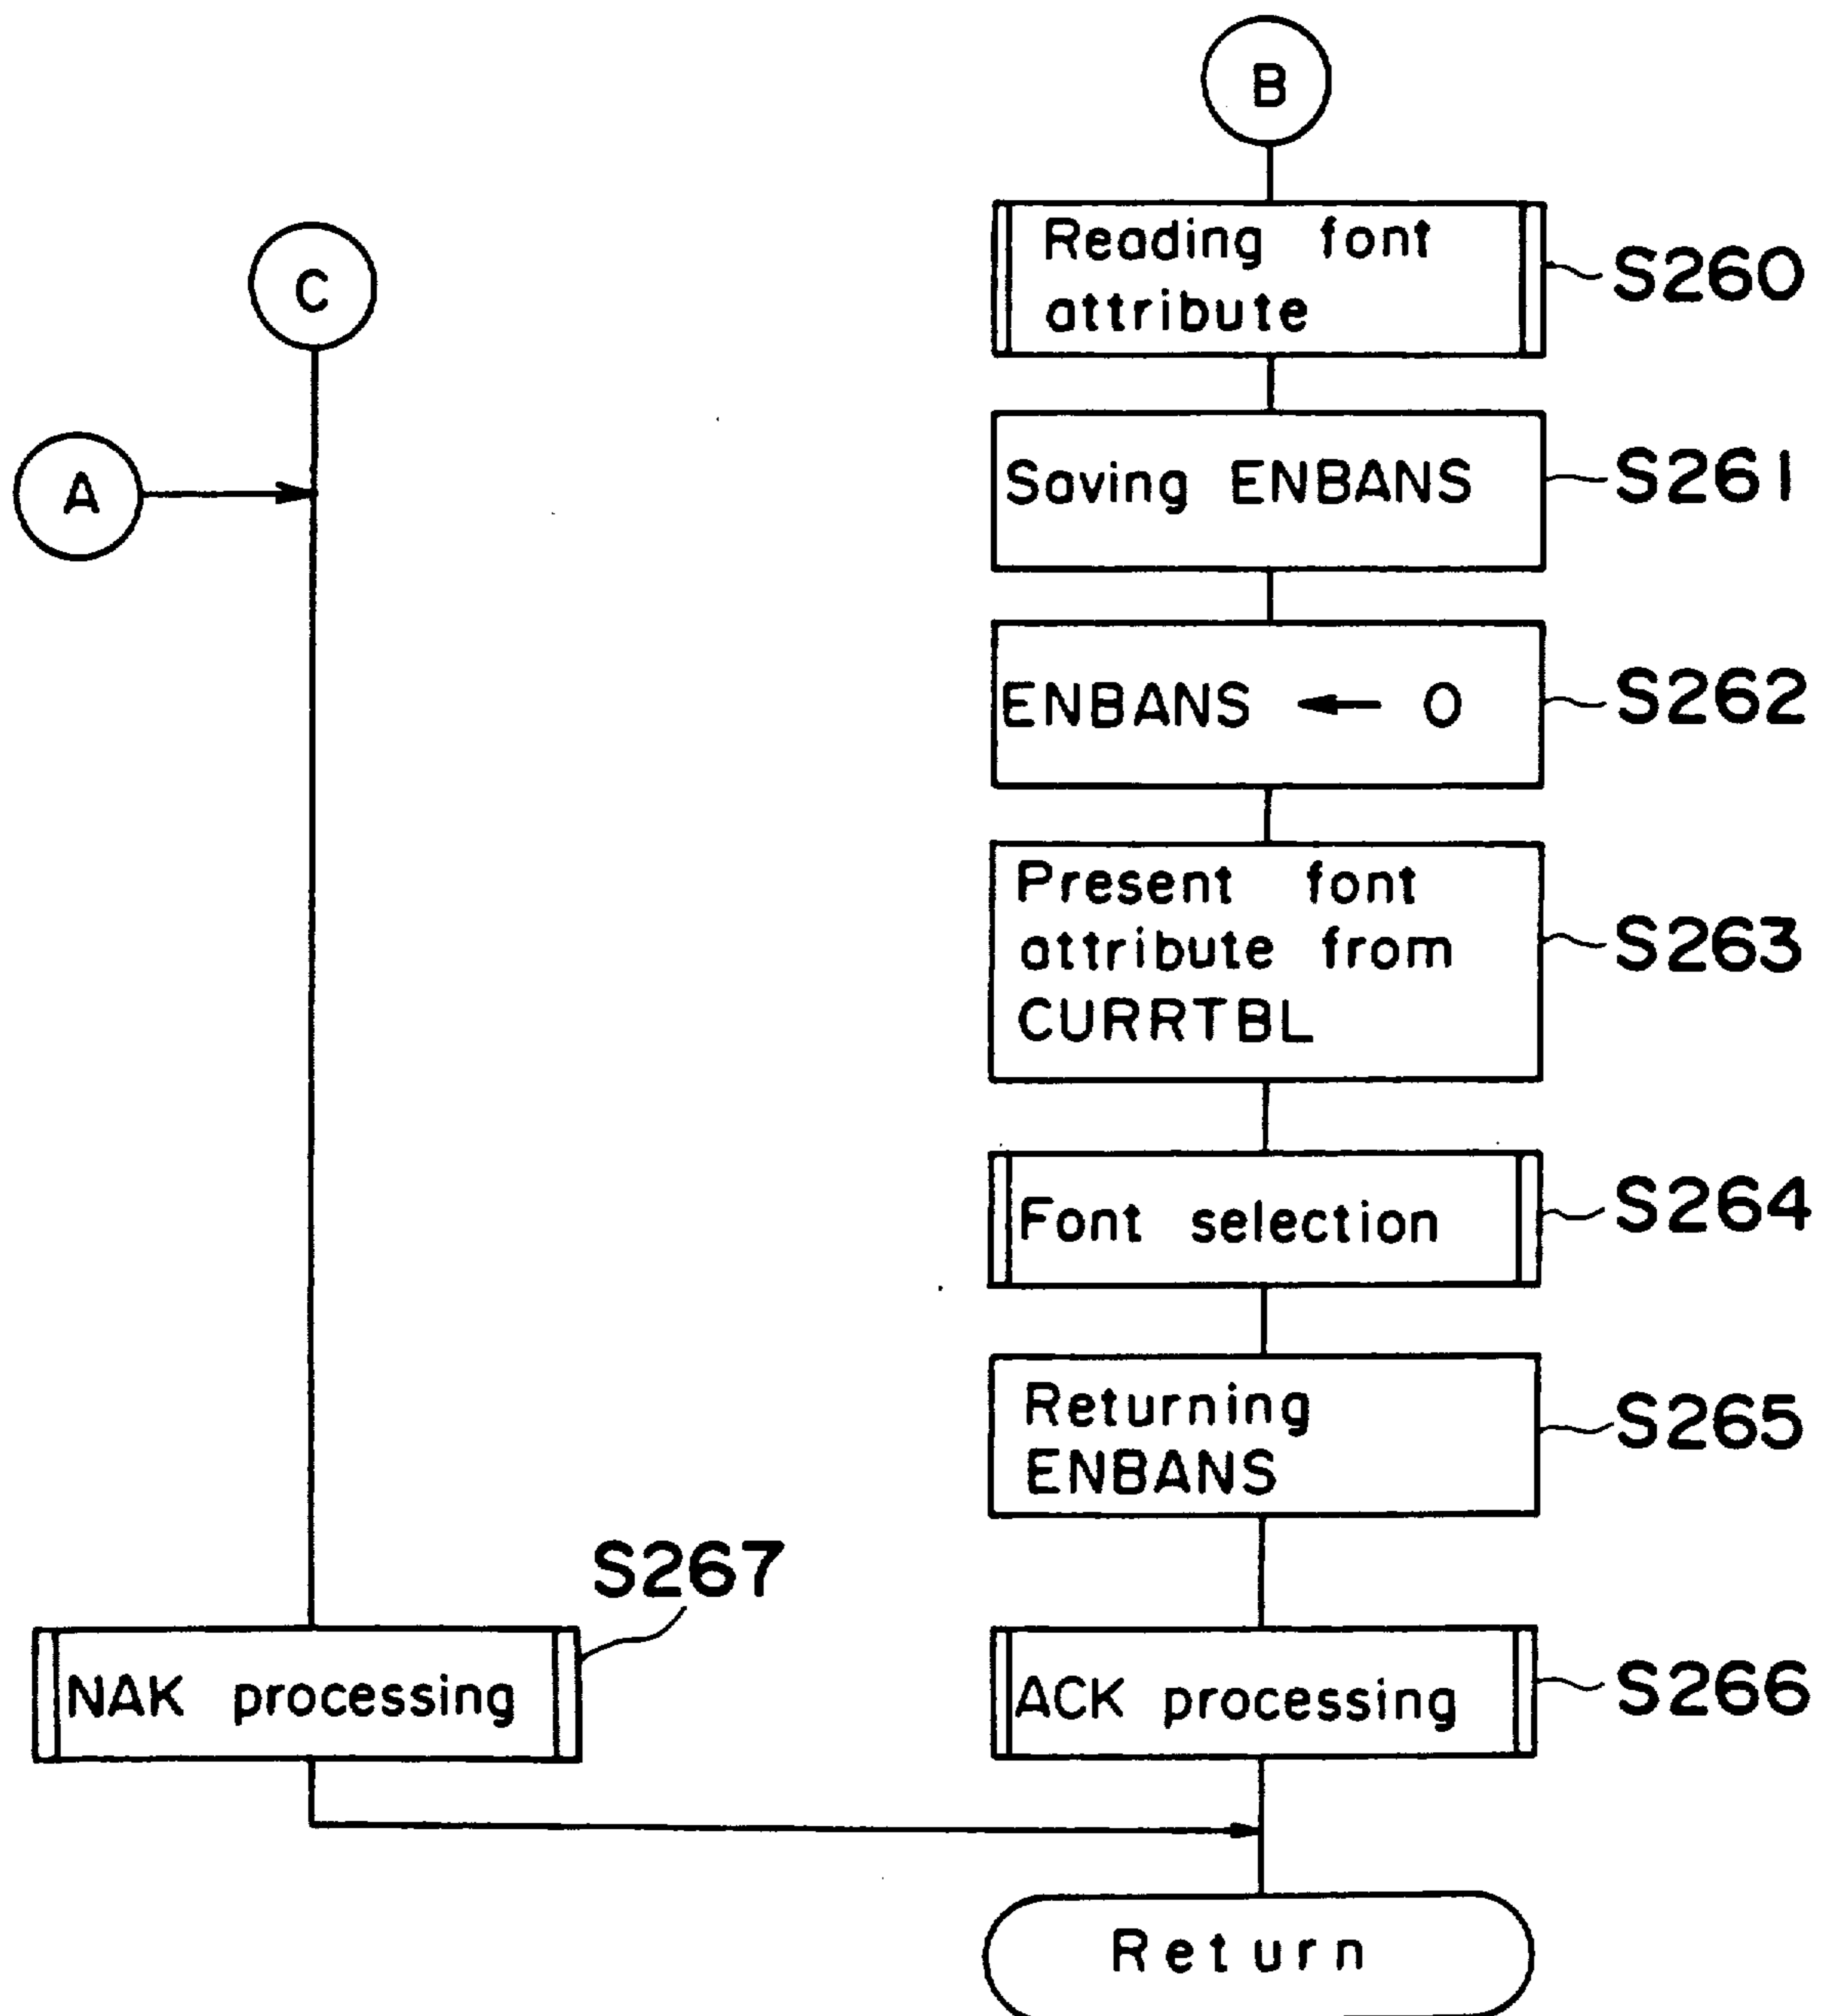 B
Reading font
attribute
S260
C
A
Saving ENBANS
S261
ENBANS ← 0
S262
Present font
attribute from
CURRTBL
S263
Font selection
S264
Returning
ENBANS
S265
S267
NAK processing
ACK processing
S266
Return